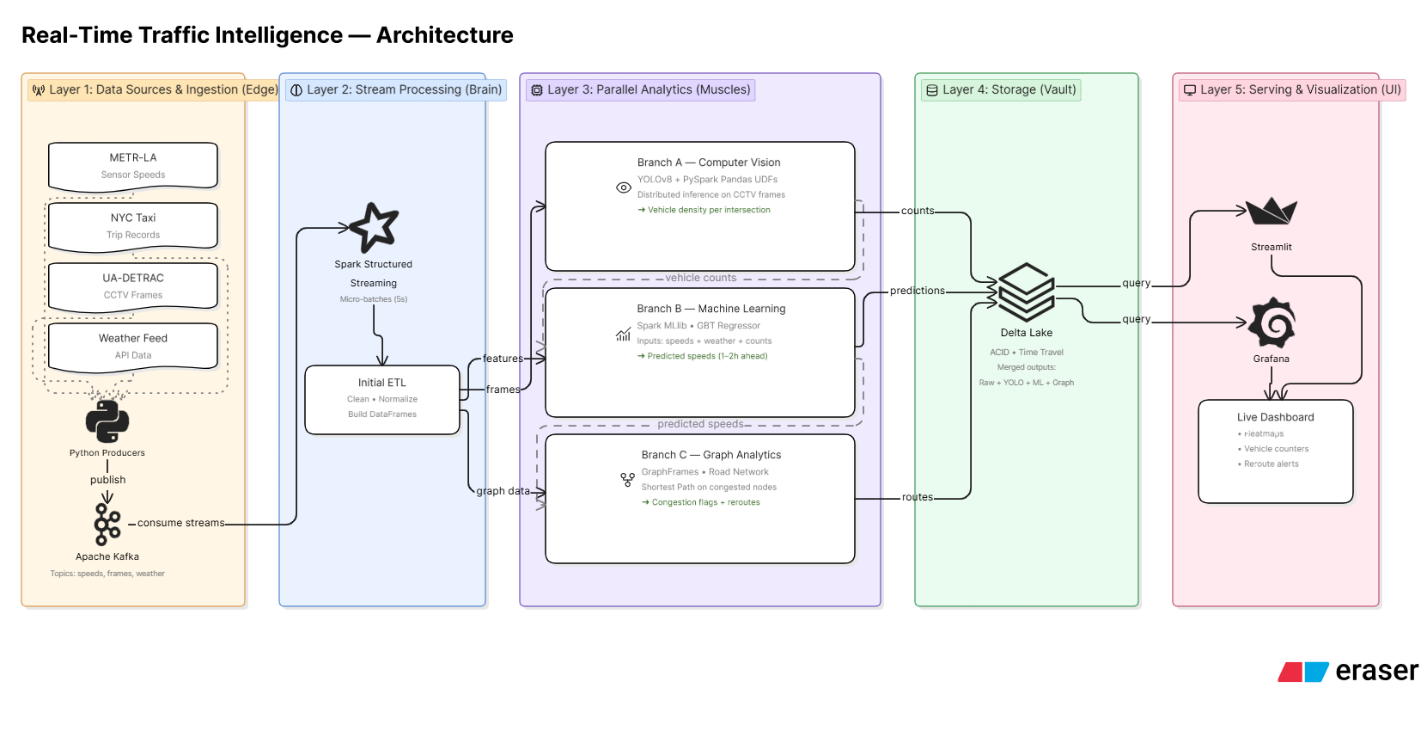 Real-Time Traffic Intelligence — Architecture
Layer 1: Data Sources & Ingestion (Edge)
METR-LA
Sensor Speeds
NYC Taxi
Trip Records
UA-DETRAC
CCTV Frames
Weather Feed
API Data
Python Producers
publish
Apache Kafka
Topics: speeds, frames, weather
consume streams
Layer 2: Stream Processing (Brain)
Spark Structured
Streaming
Micro-batches (5s)
Initial ETL
Clean • Normalize
Build DataFrames
features
frames
graph data
Layer 3: Parallel Analytics (Muscles)
Branch A — Computer Vision
YOLOv8 + PySpark Pandas UDFs
Distributed inference on CCTV frames
➔ Vehicle density per intersection
vehicle counts
Branch B — Machine Learning
Spark MLlib • GBT Regressor
Inputs: speeds + weather + counts
➔ Predicted speeds (1–2h ahead)
predicted speeds
Branch C — Graph Analytics
GraphFrames • Road Network
Shortest Path on congested nodes
➔ Congestion flags + reroutes
counts
predictions
routes
Layer 4: Storage (Vault)
Delta Lake
ACID • Time Travel
Merged outputs:
Raw + YOLO + ML + Graph
query
query
Layer 5: Serving & Visualization (UI)
Streamlit
Grafana
Live Dashboard
• Heatmaps
• Vehicle counters
• Reroute alerts
eraser